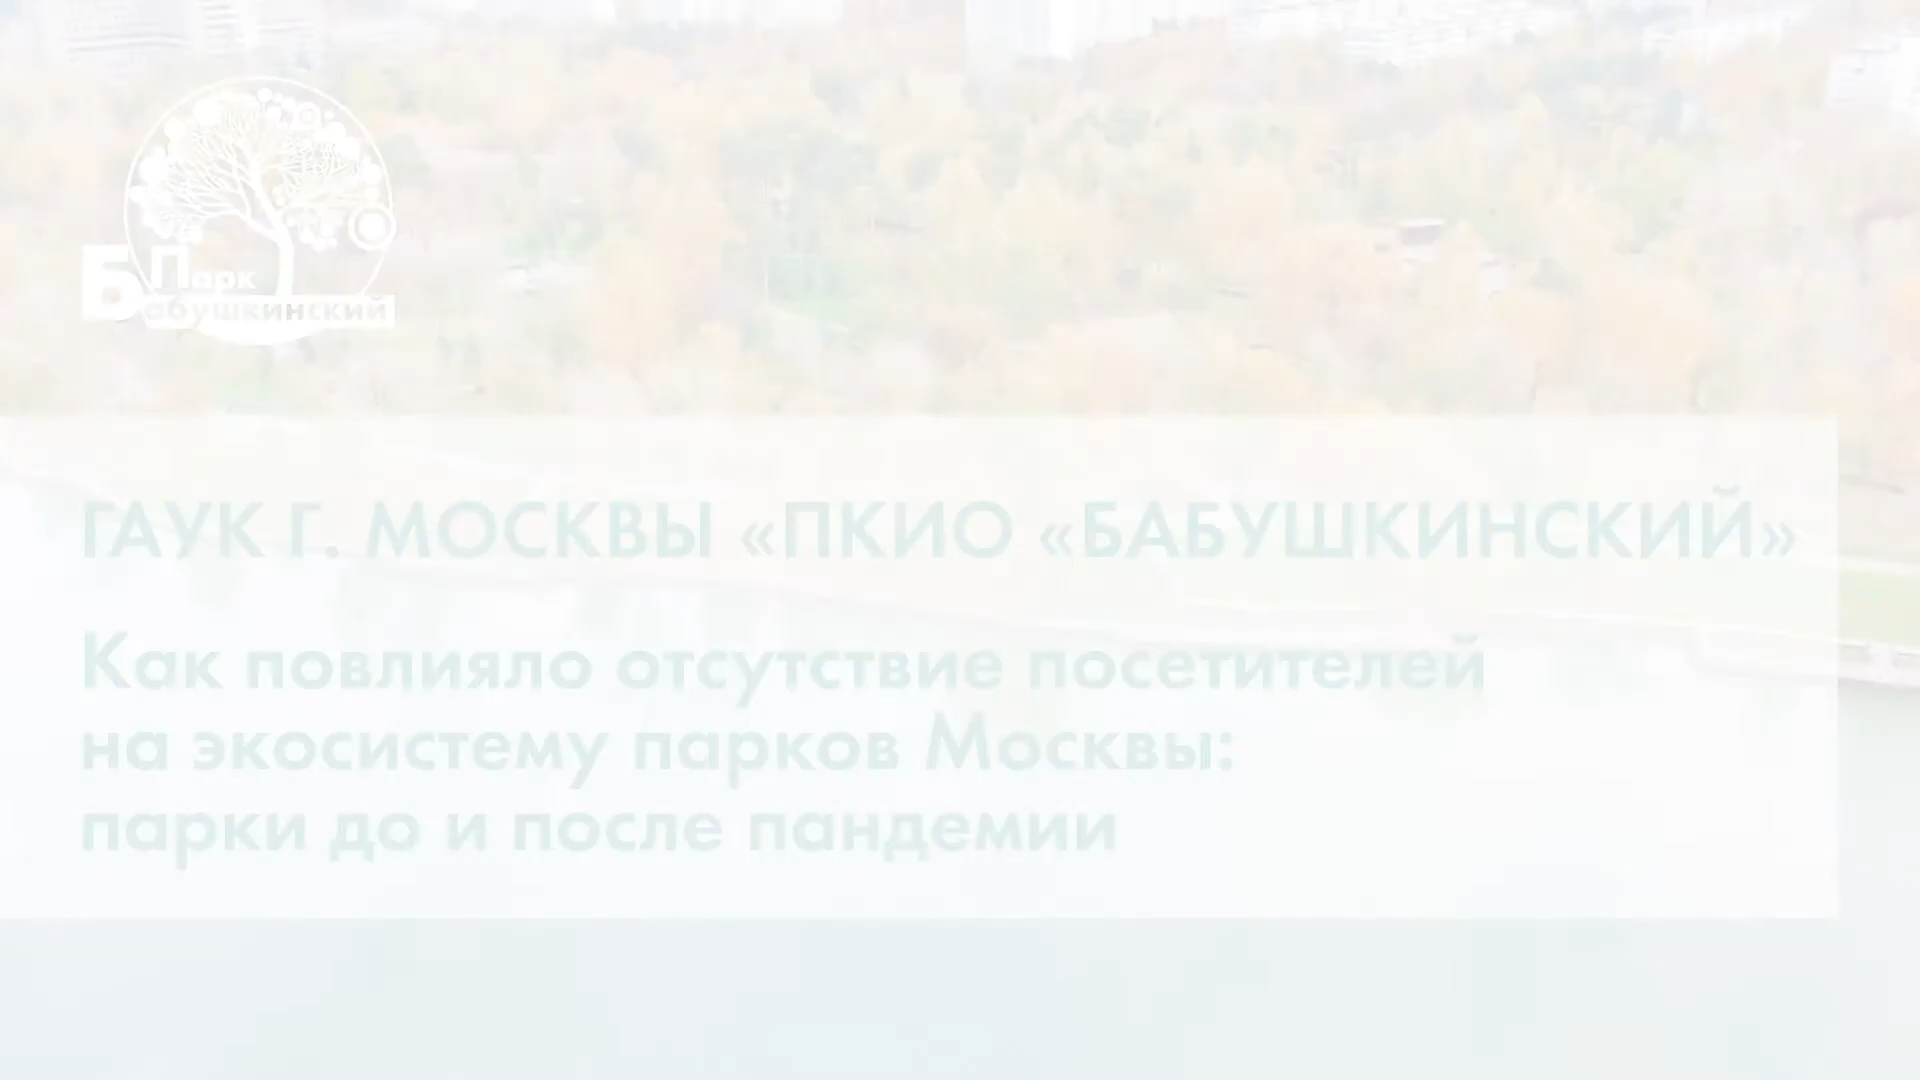 Парк
Бабушкинский
ГАУК Г. МОСКВЫ «ПКИО «БАБУШКИНСКИЙ»
Как повлияло отсутствие посетителей
на экосистему парков Москвы:
парки до и после пандемии